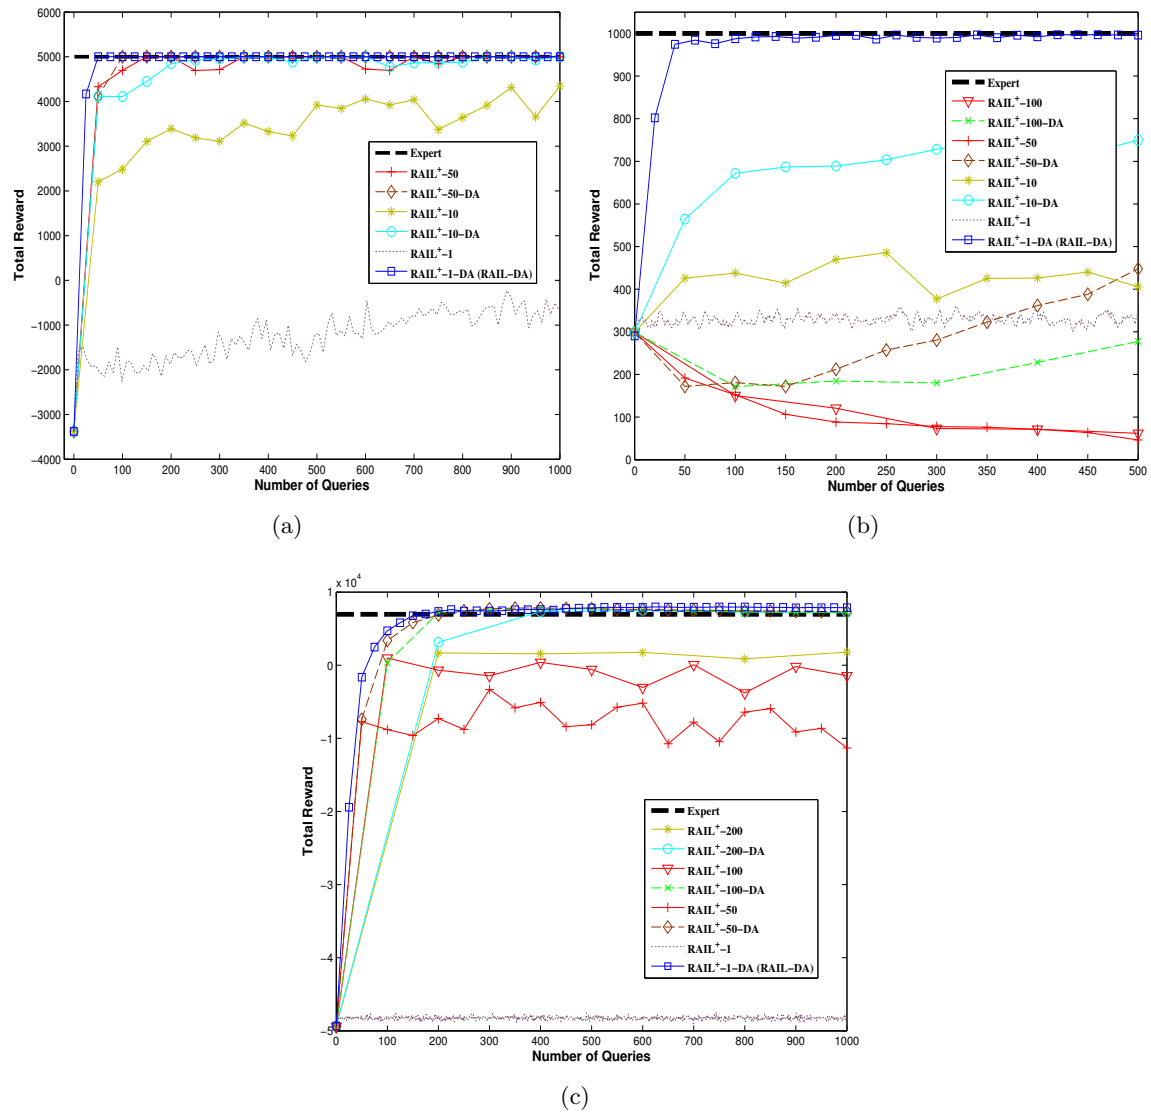 6000
5000
4000
3000
2000
1000
0
−1000
−2000
−3000
−4000
0 100 200 300 400 500 600 700 800 900 1000
Total Reward
Number of Queries
Expert
RAIL+−50
RAIL+−50−DA
RAIL+−10
RAIL+−10−DA
RAIL+−1
RAIL+−1−DA (RAIL−DA)
(a)
1000
900
800
700
600
500
400
300
200
100
0
0 50 100 150 200 250 300 350 400 450 500
Total Reward
Number of Queries
Expert
RAIL+−100
RAIL+−100−DA
RAIL+−50
RAIL+−50−DA
RAIL+−10
RAIL+−10−DA
RAIL+−1
RAIL+−1−DA (RAIL−DA)
(b)
x 10^4
1
0
−1
−2
−3
−4
−5
0 100 200 300 400 500 600 700 800 900 1000
Total Reward
Number of Queries
Expert
RAIL+−200
RAIL+−200−DA
RAIL+−100
RAIL+−100−DA
RAIL+−50
RAIL+−50−DA
RAIL+−1
RAIL+−1−DA (RAIL−DA)
(c)